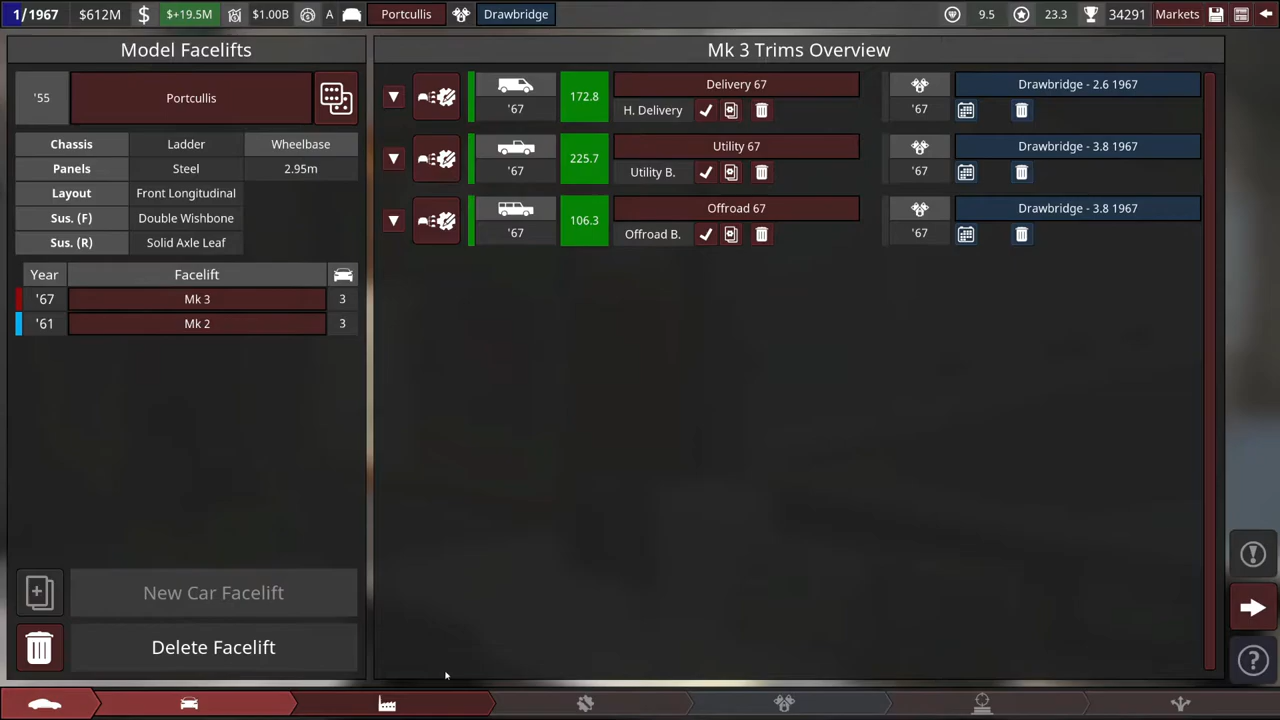 1/1967 $612M $ $+19.5M $1.00B A Portcullis Drawbridge 9.5 23.3 34291 Markets
Model Facelifts
'55 Portcullis
Chassis Ladder Wheelbase
Panels Steel 2.95m
Layout Front Longitudinal
Sus. (F) Double Wishbone
Sus. (R) Solid Axle Leaf
Year Facelift
'67 Mk 3 3
'61 Mk 2 3
New Car Facelift
Delete Facelift
Mk 3 Trims Overview
172.8 Delivery 67 Drawbridge - 2.6 1967
'67 H. Delivery '67
225.7 Utility 67 Drawbridge - 3.8 1967
'67 Utility B. '67
106.3 Offroad 67 Drawbridge - 3.8 1967
'67 Offroad B. '67
?